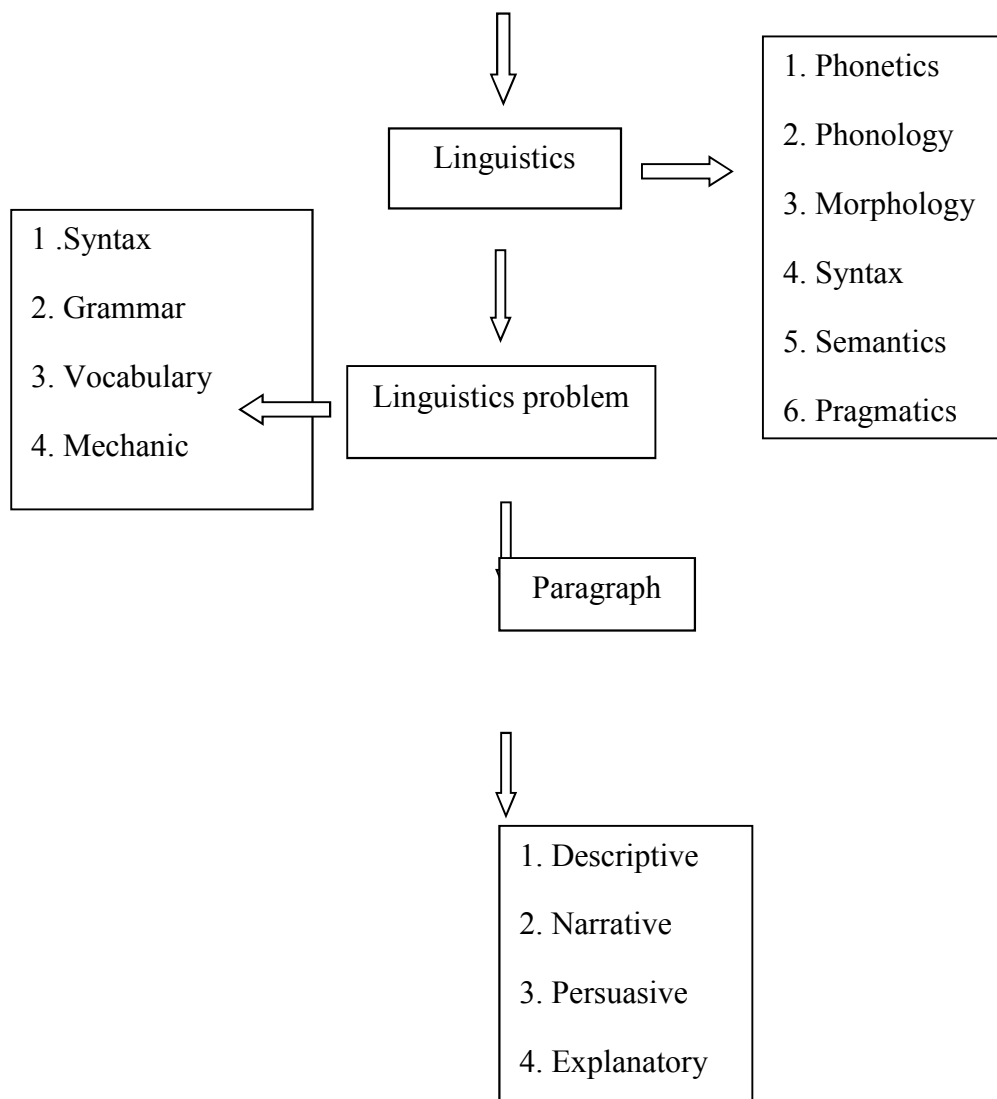 Linguistics
1. Phonetics
2. Phonology
3. Morphology
4. Syntax
5. Semantics
6. Pragmatics
Linguistics problem
1 .Syntax
2. Grammar
3. Vocabulary
4. Mechanic
Paragraph
1. Descriptive
2. Narrative
3. Persuasive
4. Explanatory